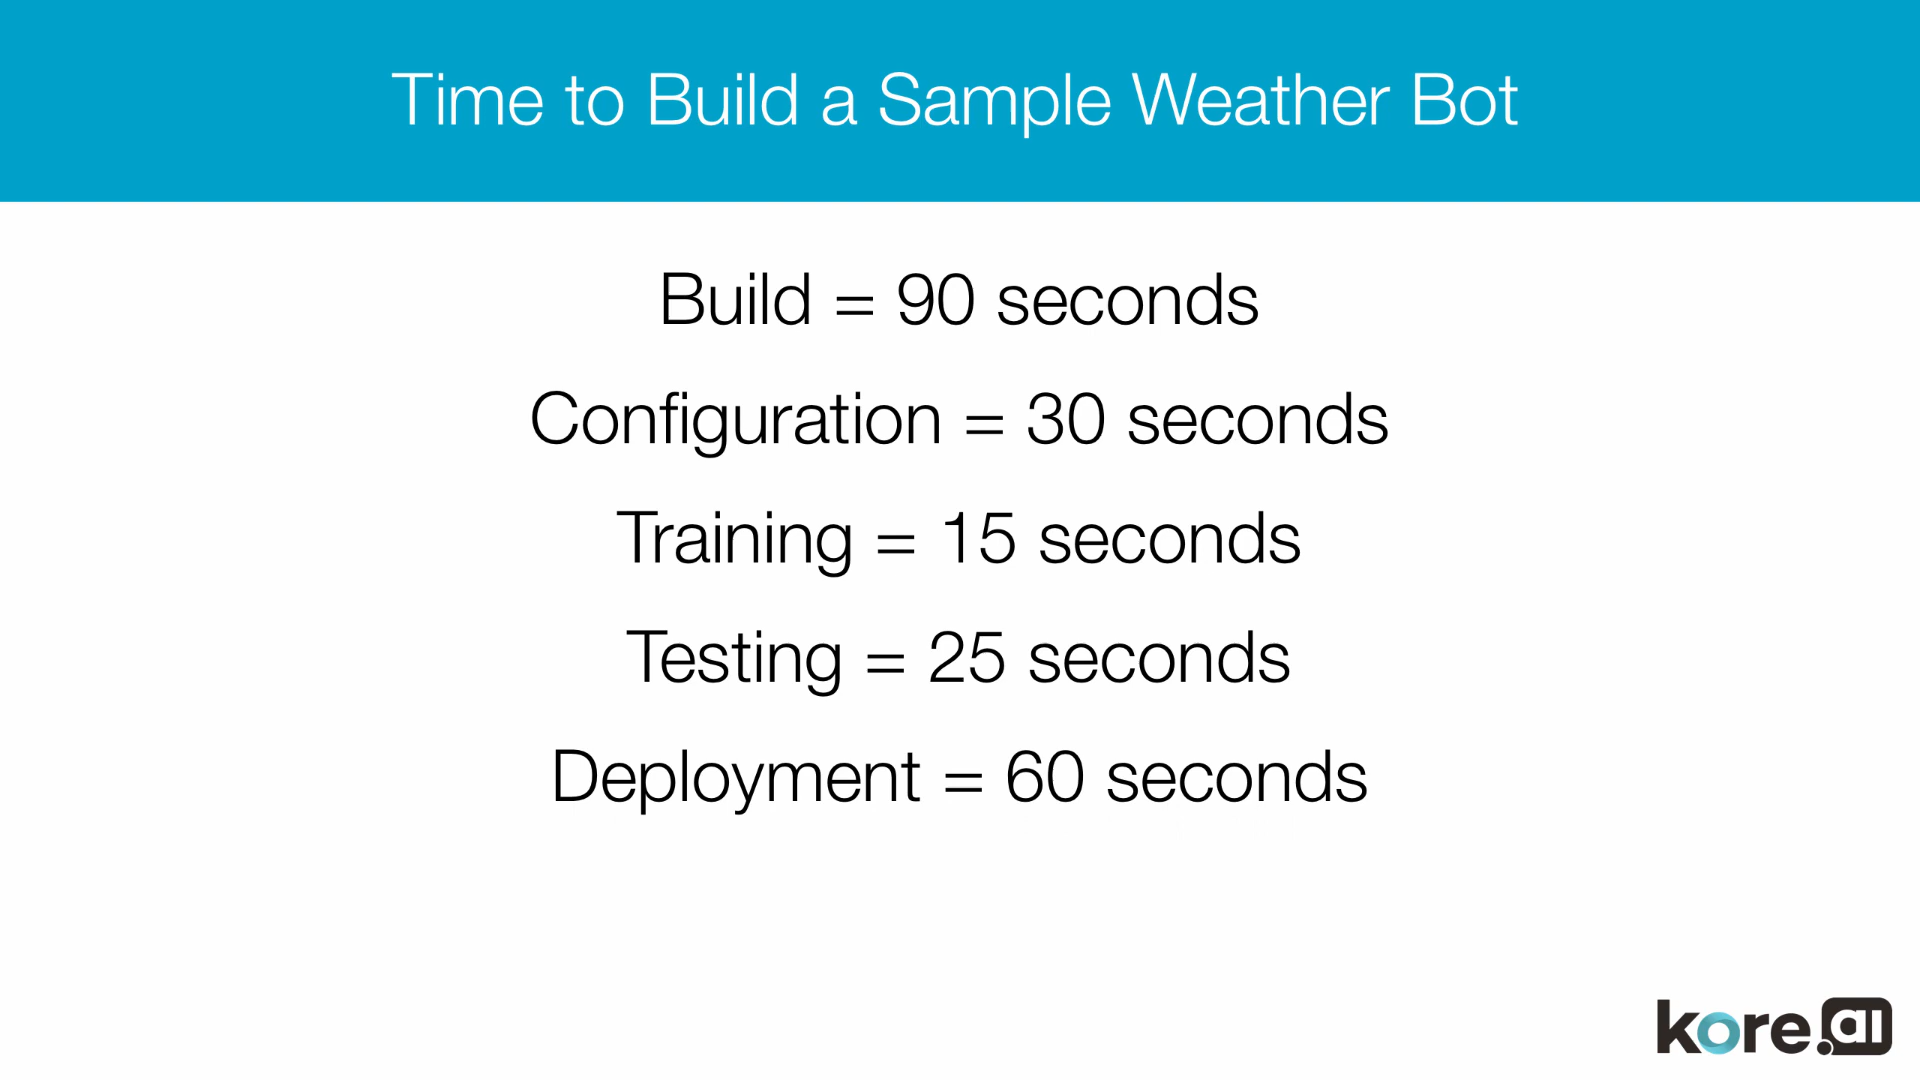 Time to Build a Sample Weather Bot
Build = 90 seconds
Configuration = 30 seconds
Training = 15 seconds
Testing = 25 seconds
Deployment = 60 seconds
kore.ai